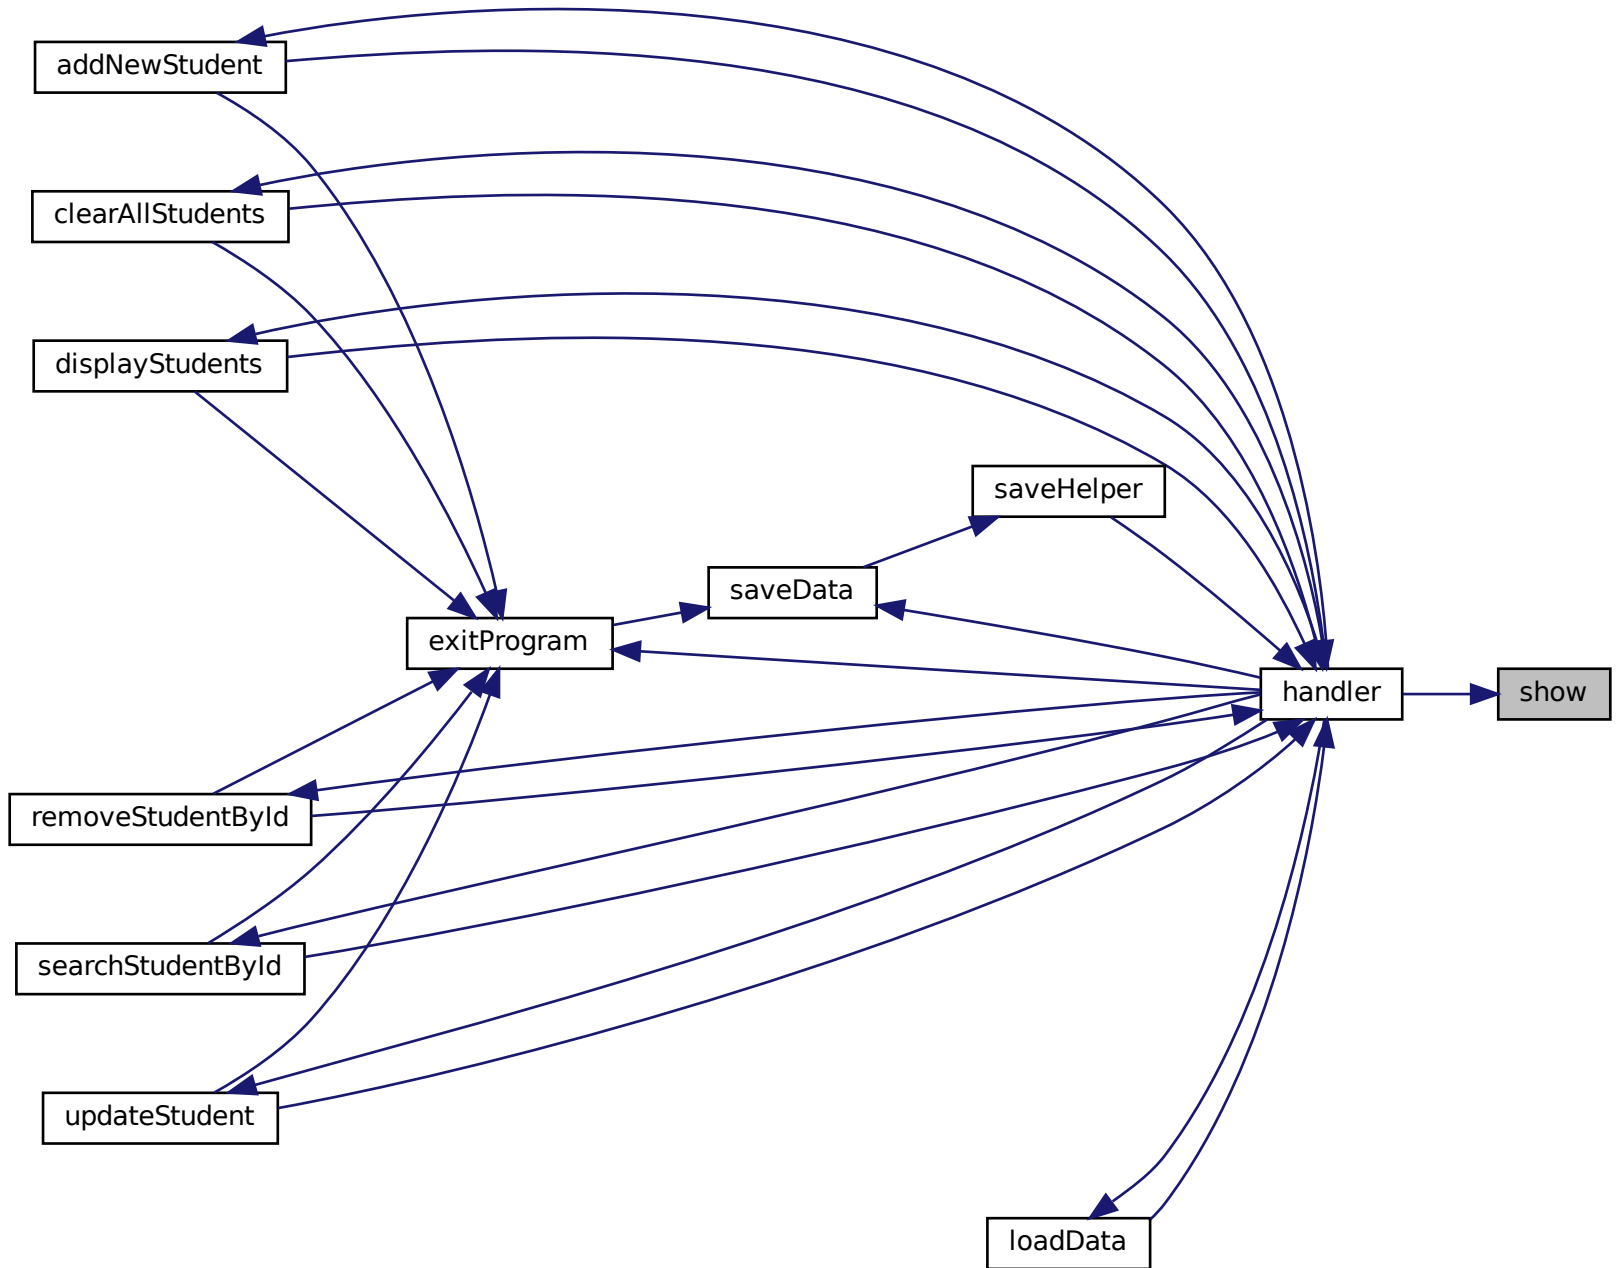 addNewStudent
clearAllStudents
displayStudents
saveHelper
saveData
exitProgram
handler
show
removeStudentById
searchStudentById
updateStudent
loadData